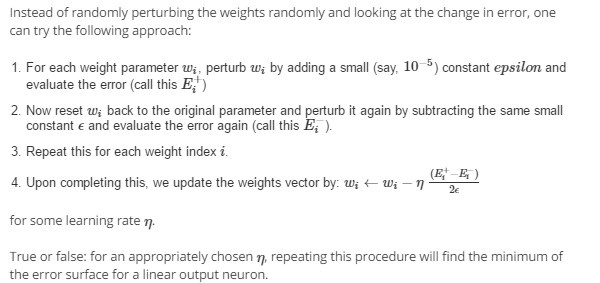 Instead of randomly perturbing the weights randomly and looking at the change in error, one
can try the following approach:
1. For each weight parameter wᵢ, perturb wᵢ by adding a small (say, 10⁻⁵) constant epsilon and
evaluate the error (call this Eᵢ⁺)
2. Now reset wᵢ back to the original parameter and perturb it again by subtracting the same small
constant ϵ and evaluate the error again (call this Eᵢ⁻).
3. Repeat this for each weight index i.
4. Upon completing this, we update the weights vector by: wᵢ ← wᵢ − η (Eᵢ⁺−Eᵢ⁻)/2ϵ
for some learning rate η.
True or false: for an appropriately chosen η, repeating this procedure will find the minimum of
the error surface for a linear output neuron.